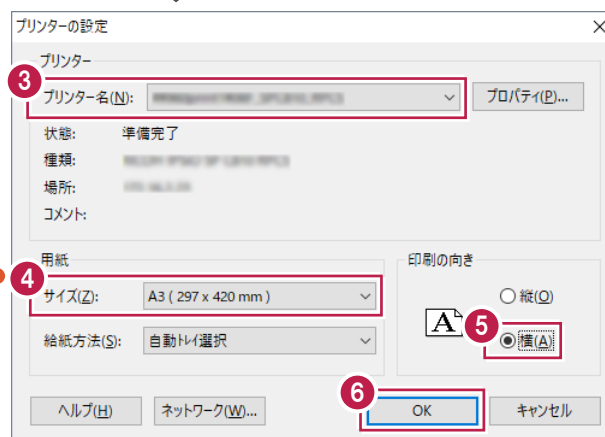 プリンターの設定
プリンター
3
プリンター名(N):
プロパティ(P)...
状態: 準備完了
種類:
場所:
コメント:
用紙
印刷の向き
4
サイズ(Z): A3 ( 297 x 420 mm )
縦(O)
A
5
給紙方法(S): 自動トレイ選択
横(A)
6
ヘルプ(H) ネットワーク(W)... OK キャンセル